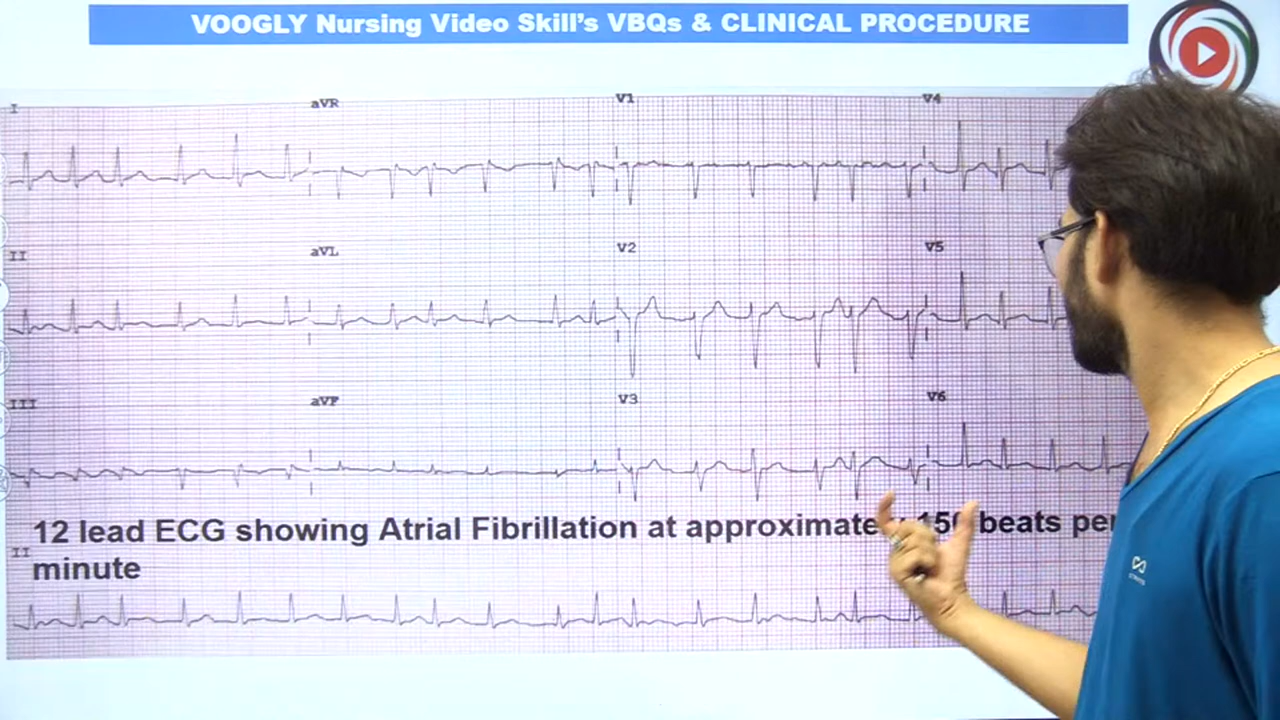 VOOGLY Nursing Video Skill's VBQs & CLINICAL PROCEDURE
I aVR V1 V4
II aVL V2 V5
III aVF V3 V6
12 lead ECG showing Atrial Fibrillation at beats per
II
minute